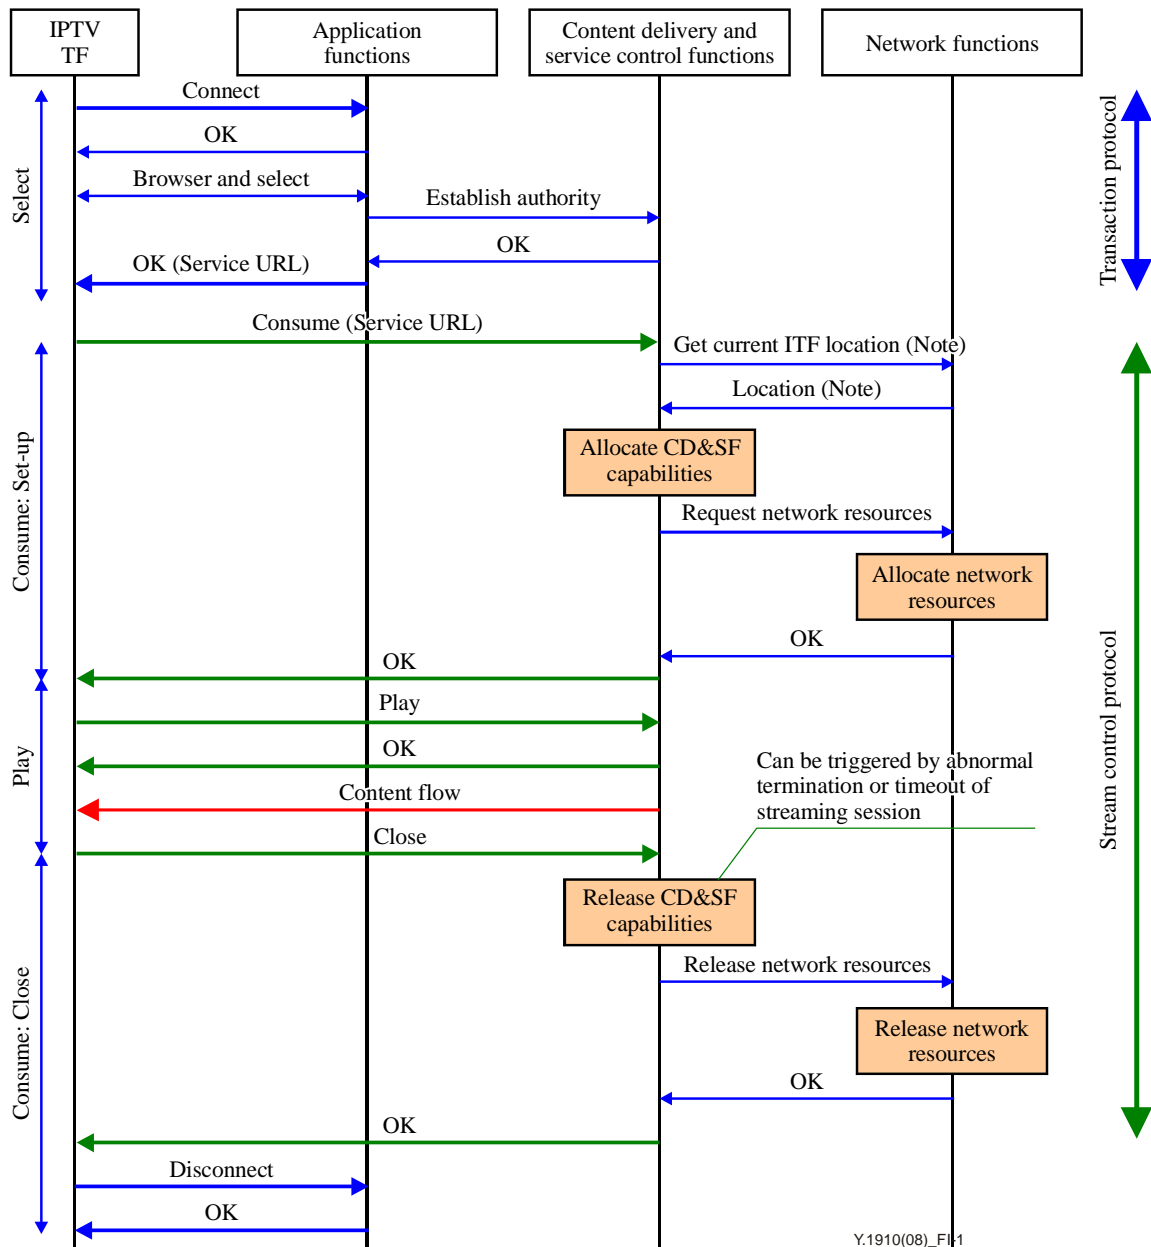 IPTV
TF
Application
functions
Content delivery and
service control functions
Network functions
Connect
OK
Browser and select
Establish authority
OK
OK (Service URL)
Select
Transaction protocol
Consume (Service URL)
Get current ITF location (Note)
Location (Note)
Allocate CD&SF
capabilities
Request network resources
Allocate network
resources
OK
OK
Consume: Set-up
Play
OK
Content flow
Play
Can be triggered by abnormal
termination or timeout of
streaming session
Stream control protocol
Close
Release CD&SF
capabilities
Release network resources
Release network
resources
OK
OK
Disconnect
OK
Consume: Close
Y.1910(08)_FI-1